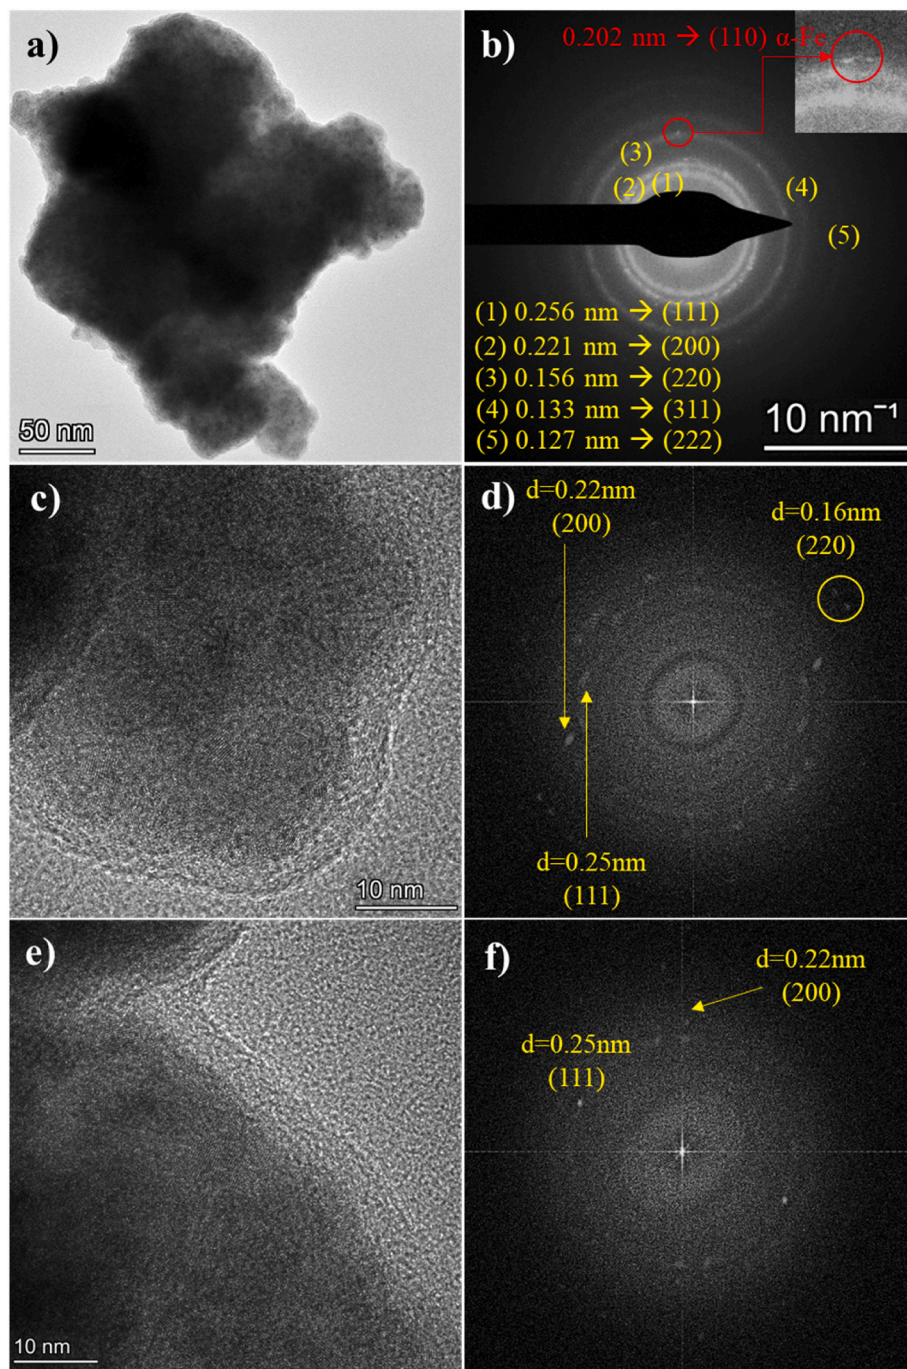 a)
50 nm
b)
0.202 nm → (110) α-Fe
(3)
(2)
(1)
(4)
(5)
(1) 0.256 nm → (111)
(2) 0.221 nm → (200)
(3) 0.156 nm → (220)
(4) 0.133 nm → (311)
(5) 0.127 nm → (222)
10 nm⁻¹
c)
10 nm
d)
d=0.22nm
(200)
d=0.16nm
(220)
d=0.25nm
(111)
e)
10 nm
f)
d=0.22nm
(200)
d=0.25nm
(111)